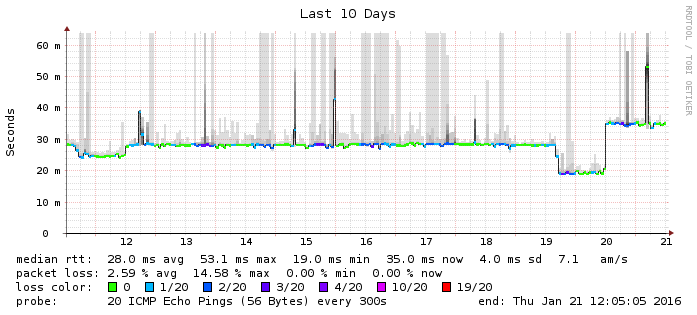 Last 10 Days
RRDTOOL / TOBI OETIKER
Seconds
60 m
50 m
40 m
30 m
20 m
10 m
0
12 13 14 15 16 17 18 19 20 21
median rtt: 28.0 ms avg 53.1 ms max 19.0 ms min 35.0 ms now 4.0 ms sd 7.1 am/s
packet loss: 2.59 % avg 14.58 % max 0.00 % min 0.00 % now
loss color: 0 1/20 2/20 3/20 4/20 10/20 19/20
probe: 20 ICMP Echo Pings (56 Bytes) every 300s end: Thu Jan 21 12:05:05 2016